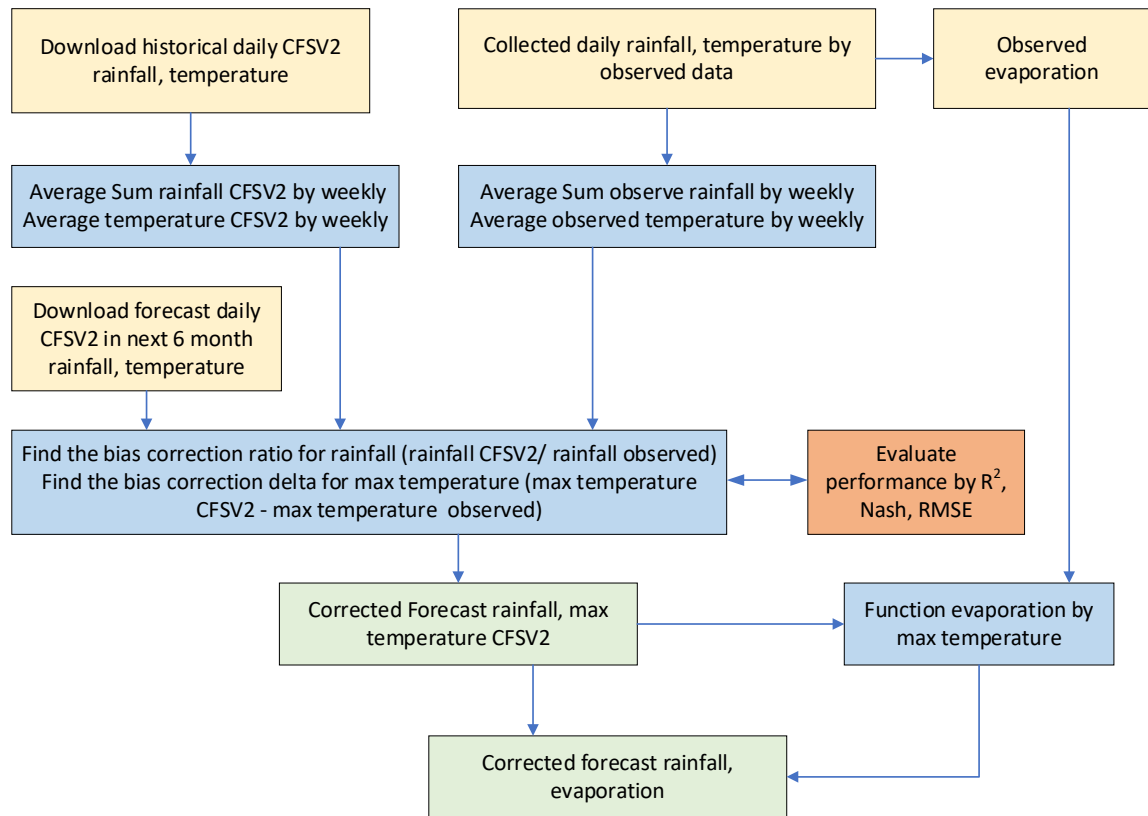 Download historical daily CFSV2
rainfall, temperature
Collected daily rainfall, temperature by
observed data
Observed
evaporation
Average Sum rainfall CFSV2 by weekly
Average temperature CFSV2 by weekly
Average Sum observe rainfall by weekly
Average observed temperature by weekly
Download forecast daily
CFSV2 in next 6 month
rainfall, temperature
Find the bias correction ratio for rainfall (rainfall CFSV2/ rainfall observed)
Find the bias correction delta for max temperature (max temperature
CFSV2 - max temperature observed)
Evaluate
performance by R²,
Nash, RMSE
Corrected Forecast rainfall, max
temperature CFSV2
Function evaporation by
max temperature
Corrected forecast rainfall,
evaporation